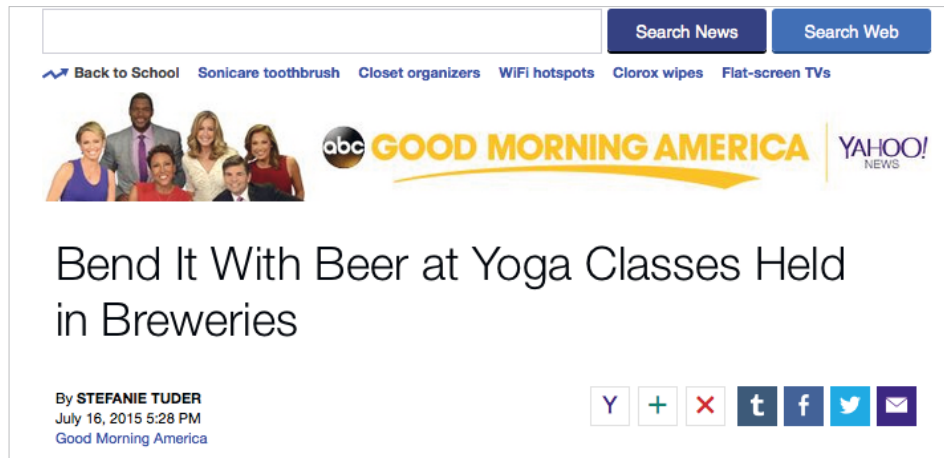 Search News
Search Web
Back to School Sonicare toothbrush Closet organizers WiFi hotspots Clorox wipes Flat-screen TVs
abc GOOD MORNING AMERICA
YAHOO!
NEWS
Bend It With Beer at Yoga Classes Held
in Breweries
By STEFANIE TUDER
July 16, 2015 5:28 PM
Good Morning America
Y
t
f